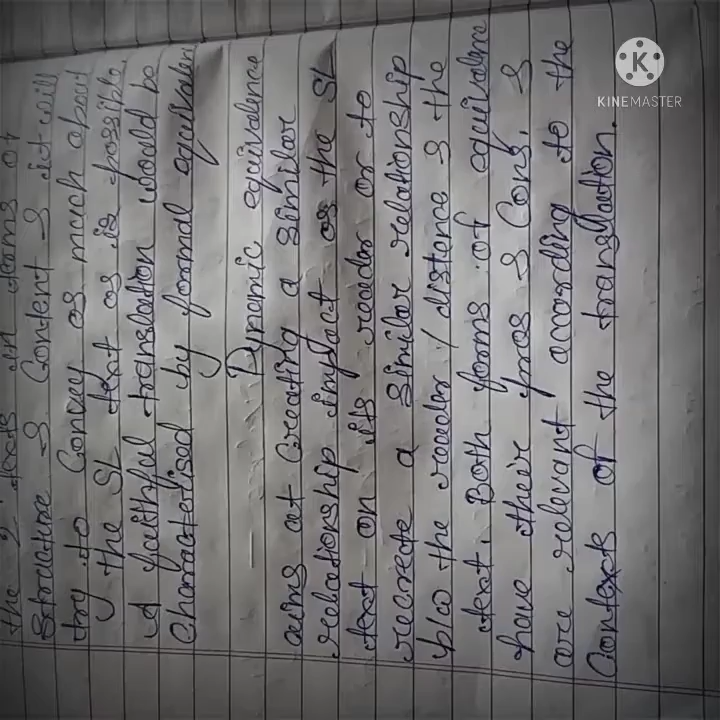 the 2 texts in terms of
Structure & Content & it will
try to convey as much about
the SL text as is possible.
A faithful translation would be
Characterised by formal equivalen
Dynamic equivalence
aims at creating a similar
relationship impact as the SL
text on its reader or to
recreate a similar relationship
b/w the reader / distence & the
text. Both forms of equivalence
have their pros & Cons, &
are relevant according to the
Contexts of the translation.
K
KINEMASTER